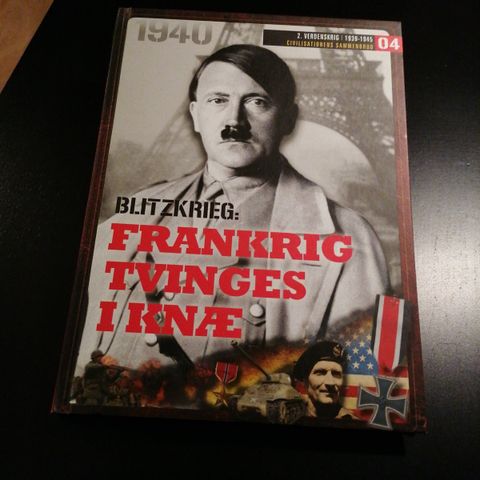 1940
2. VERDENSKRIG | 1939-1945
CIVILISATIONENS SAMMENBRUD
04
BLITZKRIEG:
FRANKRIG
TVINGES
I KNÆ